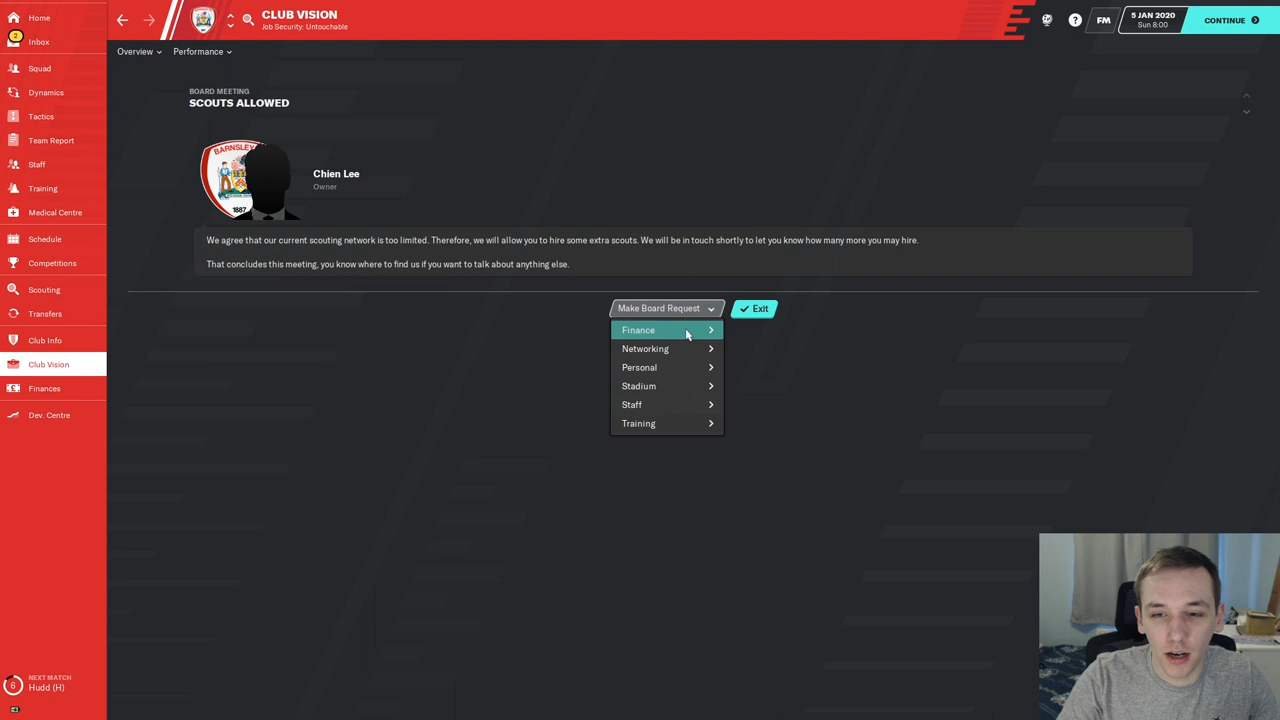 Home
2
Inbox
Squad
Dynamics
Tactics
Team Report
Staff
Training
Medical Centre
Schedule
Competitions
Scouting
Transfers
Club Info
Club Vision
Finances
Dev. Centre
6
NEXT MATCH
Hudd (H)
CLUB VISION
Job Security: Untouchable
?
FM
5 JAN 2020
Sun 8:00
CONTINUE
Overview
Performance
BOARD MEETING
SCOUTS ALLOWED
BARNSLEY
1887
Chien Lee
Owner
We agree that our current scouting network is too limited. Therefore, we will allow you to hire some extra scouts. We will be in touch shortly to let you know how many more you may hire.
That concludes this meeting, you know where to find us if you want to talk about anything else.
Make Board Request
Exit
Finance
Networking
Personal
Stadium
Staff
Training